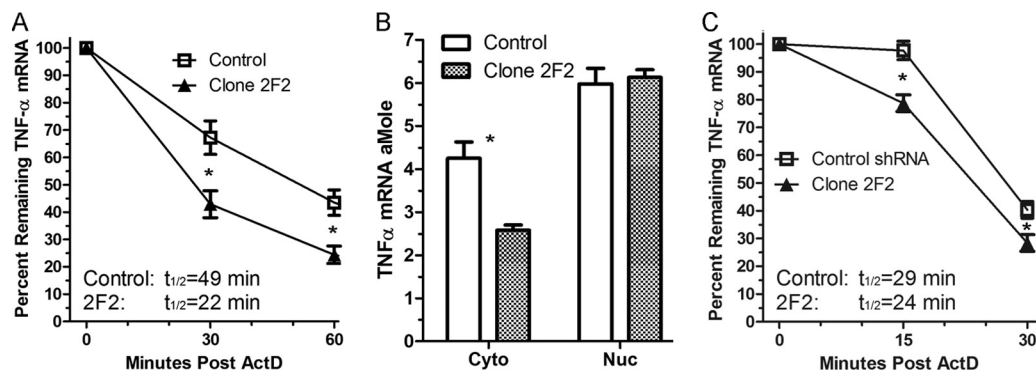 A
Percent Remaining TNF-α mRNA
100
90
80
70
60
50
40
30
20
10
0
Control
Clone 2F2
*
*
Control: t1/2=49 min
2F2: t1/2=22 min
0 30 60
Minutes Post ActD
B
TNFα mRNA aMole
7
6
5
4
3
2
1
0
Control
Clone 2F2
*
Cyto Nuc
C
Percent Remaining TNF-α mRNA
100
90
80
70
60
50
40
30
20
10
0
*
Control shRNA
Clone 2F2
*
Control: t1/2=29 min
2F2: t1/2=24 min
0 15 30
Minutes Post ActD